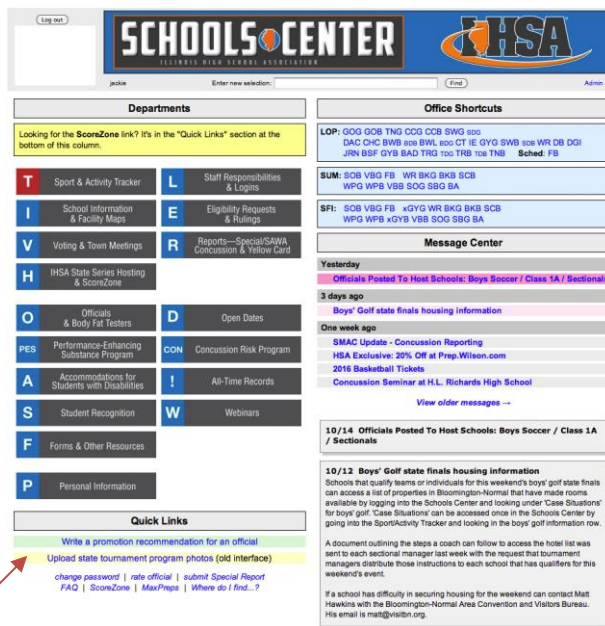 Log out
SCHOOLS CENTER
ILLINOIS HIGH SCHOOL ASSOCIATION
IHSA
jackie
Enter new selection:
Find
Admin
Departments
Looking for the ScoreZone link? It's in the "Quick Links" section at the
bottom of this column.
T Sport & Activity Tracker
L Staff Responsibilities
& Logins
I School Information
& Facility Maps
E Eligibility Requests
& Rulings
V Voting & Town Meetings
R Reports—Special/SAWA
Concussion & Yellow Card
H IHSA State Series Hosting
& ScoreZone
O Officials
& Body Fat Testers
D Open Dates
PES Performance-Enhancing
Substance Program
CON Concussion Risk Program
A Accommodations for
Students with Disabilities
! All-Time Records
S Student Recognition
W Webinars
F Forms & Other Resources
P Personal Information
Quick Links
Write a promotion recommendation for an official
Upload state tournament program photos (old interface)
change password | rate official | submit Special Report
FAQ | ScoreZone | MaxPreps | Where do I find...?
Office Shortcuts
LOP: GOG GOB TNG CCG CCB SWG SDG
DAC CHC BWB BDB BWL BDG CT IE GYG SWB SDB WR DB DGI
JRN BSF GYB BAD TRG TDG TRB TDB TNB Sched: FB
SUM: SOB VBG FB WR BKG BKB SCB
WPG WPB VBB SOG SBG BA
SFI: SOB VBG FB xGYG WR BKG BKB SCB
WPG WPB xGYB VBB SOG SBG BA
Message Center
Yesterday
Officials Posted To Host Schools: Boys Soccer / Class 1A / Sectionals
3 days ago
Boys' Golf state finals housing information
One week ago
SMAC Update - Concussion Reporting
HSA Exclusive: 20% Off at Prep.Wilson.com
2016 Basketball Tickets
Concussion Seminar at H.L. Richards High School
View older messages →
10/14 Officials Posted To Host Schools: Boys Soccer / Class 1A
/ Sectionals
10/12 Boys' Golf state finals housing information
Schools that qualify teams or individuals for this weekend's boys' golf state finals
can access a list of properties in Bloomington-Normal that have made rooms
available by logging into the Schools Center and looking under 'Case Situations'
for boys' golf. 'Case Situations' can be accessed once in the Schools Center by
going into the Sport/Activity Tracker and looking in the boys' golf information row.
A document outlining the steps a coach can follow to access the hotel list was
sent to each sectional manager last week with the request that tournament
managers distribute those instructions to each school that has qualifiers for this
weekend's event.
If a school has difficulty in securing housing for the weekend can contact Matt
Hawkins with the Bloomington-Normal Area Convention and Visitors Bureau.
His email is matt@visitbn.org.